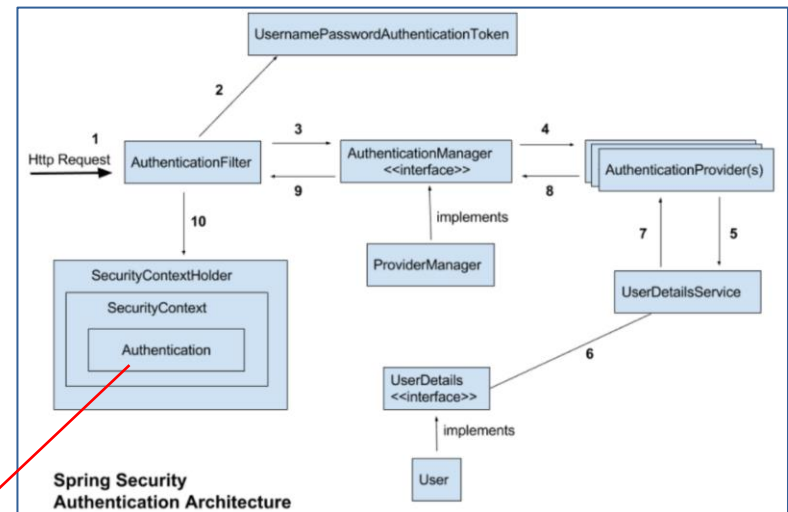 UsernamePasswordAuthenticationToken
2
1
Http Request
AuthenticationFilter
3
9
AuthenticationManager
<<interface>>
4
8
AuthenticationProvider(s)
10
implements
ProviderManager
7
5
UserDetailsService
SecurityContextHolder
SecurityContext
Authentication
6
UserDetails
<<interface>>
implements
User
Spring Security
Authentication Architecture